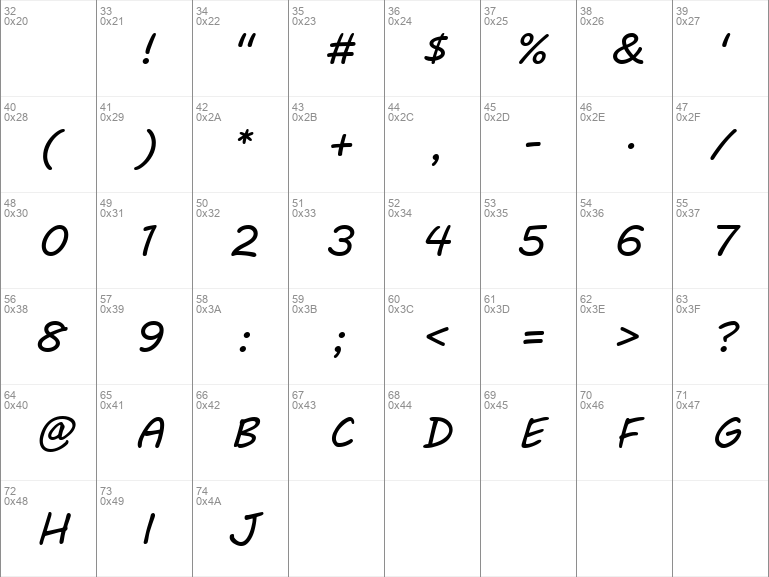 32 33 34 35 36 37 38 39
0x20 0x21 0x22 0x23 0x24 0x25 0x26 0x27
! " # $ % & '
40 41 42 43 44 45 46 47
0x28 0x29 0x2A 0x2B 0x2C 0x2D 0x2E 0x2F
( ) * + , - . /
48 49 50 51 52 53 54 55
0x30 0x31 0x32 0x33 0x34 0x35 0x36 0x37
0 1 2 3 4 5 6 7
56 57 58 59 60 61 62 63
0x38 0x39 0x3A 0x3B 0x3C 0x3D 0x3E 0x3F
8 9 : ; < = > ?
64 65 66 67 68 69 70 71
0x40 0x41 0x42 0x43 0x44 0x45 0x46 0x47
@ A B C D E F G
72 73 74
0x48 0x49 0x4A
H I J